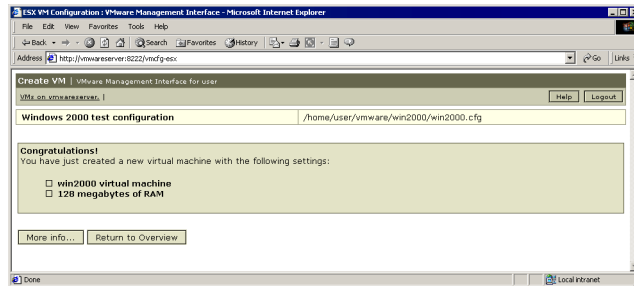 ESX VM Configuration : VMware Management Interface - Microsoft Internet Explorer
File Edit View Favorites Tools Help
Back Search Favorites History
Address http://vmwareserver:8222/vmcfg-esx Go Links
Create VM | VMware Management Interface for user
VMs on vmwareserver. | Help Logout
Windows 2000 test configuration /home/user/vmware/win2000/win2000.cfg
Congratulations!
You have just created a new virtual machine with the following settings:
win2000 virtual machine
128 megabytes of RAM
More info... Return to Overview
Done Local intranet